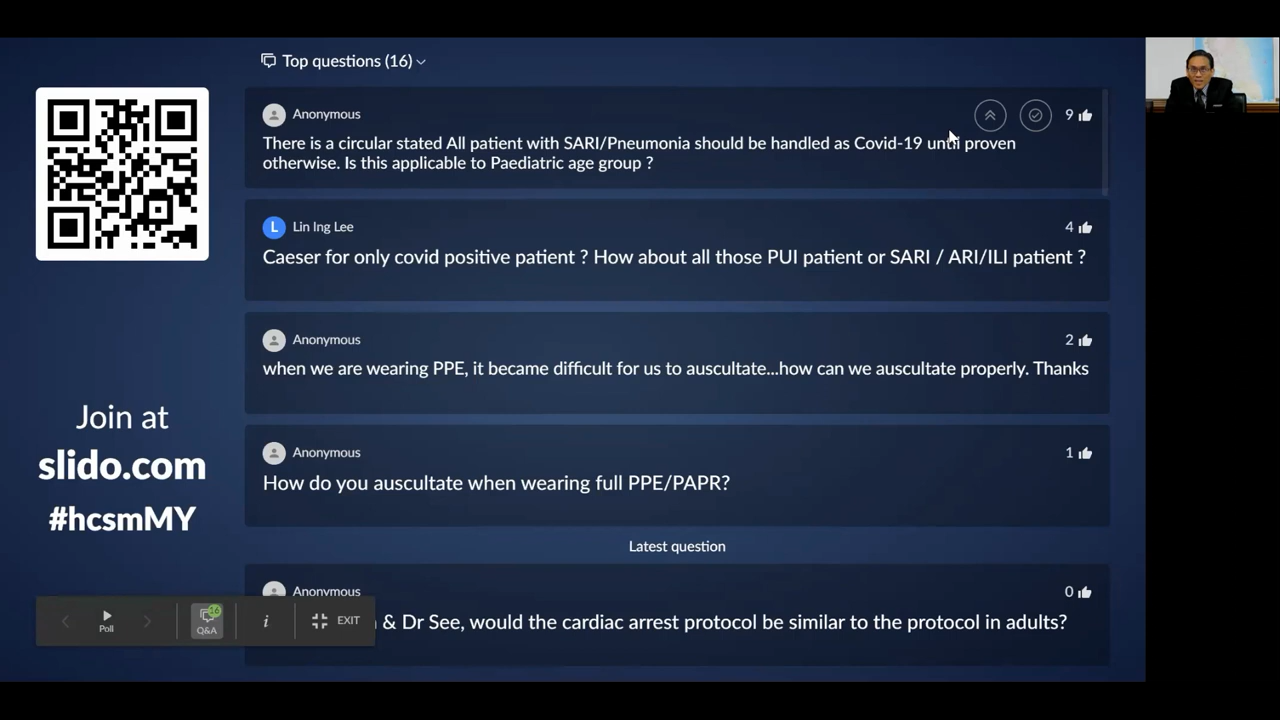 Top questions (16)
Anonymous
9
There is a circular stated All patient with SARI/Pneumonia should be handled as Covid-19 until proven
otherwise. Is this applicable to Paediatric age group ?
L
Lin Ing Lee
4
Caeser for only covid positive patient ? How about all those PUI patient or SARI / ARI/ILI patient ?
Anonymous
2
when we are wearing PPE, it became difficult for us to auscultate...how can we auscultate properly. Thanks
Anonymous
1
How do you auscultate when wearing full PPE/PAPR?
Latest question
Anonymous
0
& Dr See, would the cardiac arrest protocol be similar to the protocol in adults?
Join at
slido.com
#hcsmMY
Poll
16
Q&A
i
EXIT